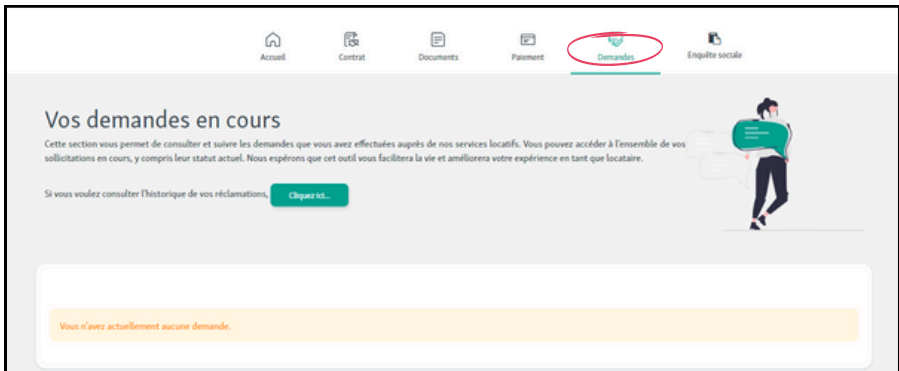 Accueil Contrat Documents Paiement Demandes Enquête sociale
Vos demandes en cours
Cette section vous permet de consulter et suivre les demandes que vous avez effectuées auprès de nos services locatifs. Vous pouvez accéder à l'ensemble de vos
sollicitations en cours, y compris leur statut actuel. Nous espérons que cet outil vous facilitera la vie et améliorera votre expérience en tant que locataire.
Si vous voulez consulter l'historique de vos réclamations, Cliquez ici...
Vous n'avez actuellement aucune demande.